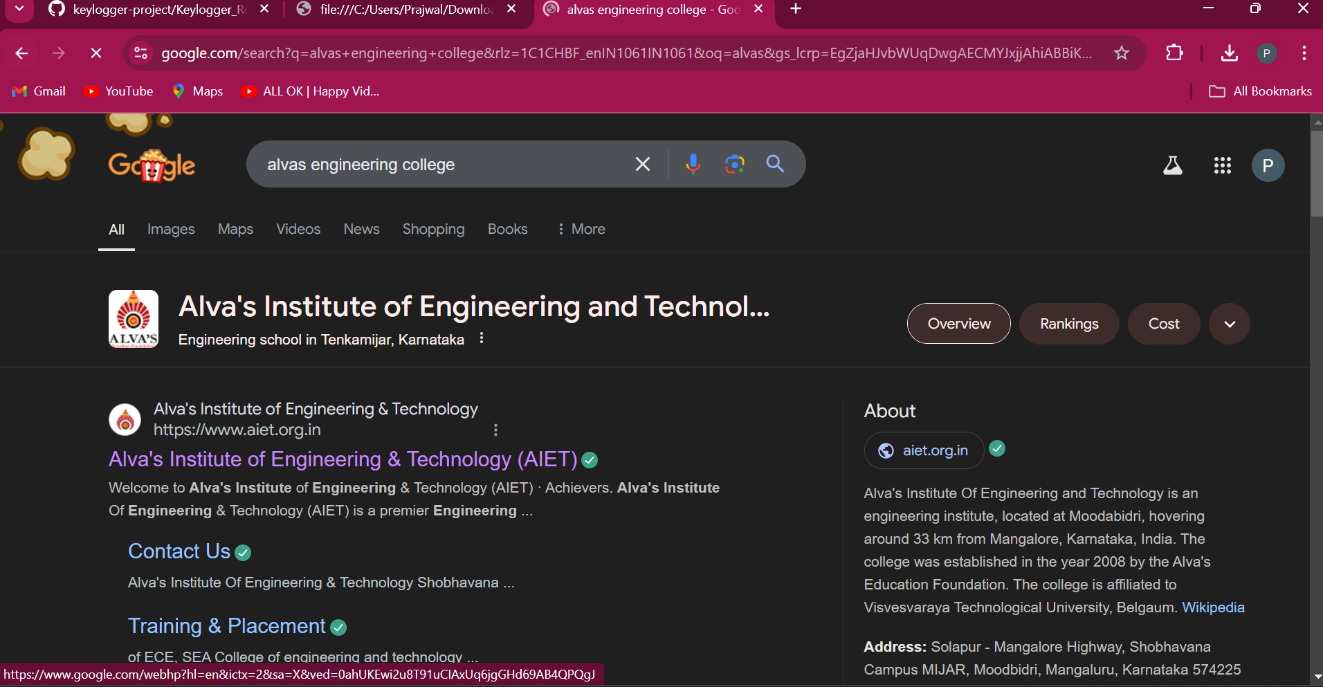 keylogger-project/Keylogger_R
file:///C:/Users/Prajwal/Downlo
alvas engineering college - Goo
google.com/search?q=alvas+engineering+college&rlz=1C1CHBF_enIN1061IN1061&oq=alvas&gs_lcrp=EgZjaHJvbWUqDwgAECMYJxjjAhiABBiK...
P
Gmail
YouTube
Maps
ALL OK | Happy Vid...
All Bookmarks
Google
alvas engineering college
P
All
Images
Maps
Videos
News
Shopping
Books
More
ALVA'S
Alva's Institute of Engineering and Technol...
Engineering school in Tenkamijar, Karnataka
Overview
Rankings
Cost
Alva's Institute of Engineering & Technology
https://www.aiet.org.in
Alva's Institute of Engineering & Technology (AIET)
Welcome to Alva's Institute of Engineering & Technology (AIET) · Achievers. Alva's Institute
Of Engineering & Technology (AIET) is a premier Engineering ...
Contact Us
Alva's Institute Of Engineering & Technology Shobhavana ...
Training & Placement
of ECE, SEA College of engineering and technology ...
About
aiet.org.in
Alva's Institute Of Engineering and Technology is an
engineering institute, located at Moodabidri, hovering
around 33 km from Mangalore, Karnataka, India. The
college was established in the year 2008 by the Alva's
Education Foundation. The college is affiliated to
Visvesvaraya Technological University, Belgaum. Wikipedia
Address: Solapur - Mangalore Highway, Shobhavana
Campus MIJAR, Moodbidri, Mangaluru, Karnataka 574225
https://www.google.com/webhp?hl=en&ictx=2&sa=X&ved=0ahUKEwi2u8T91uCIAxUq6jgGHd69AB4QPQgJ